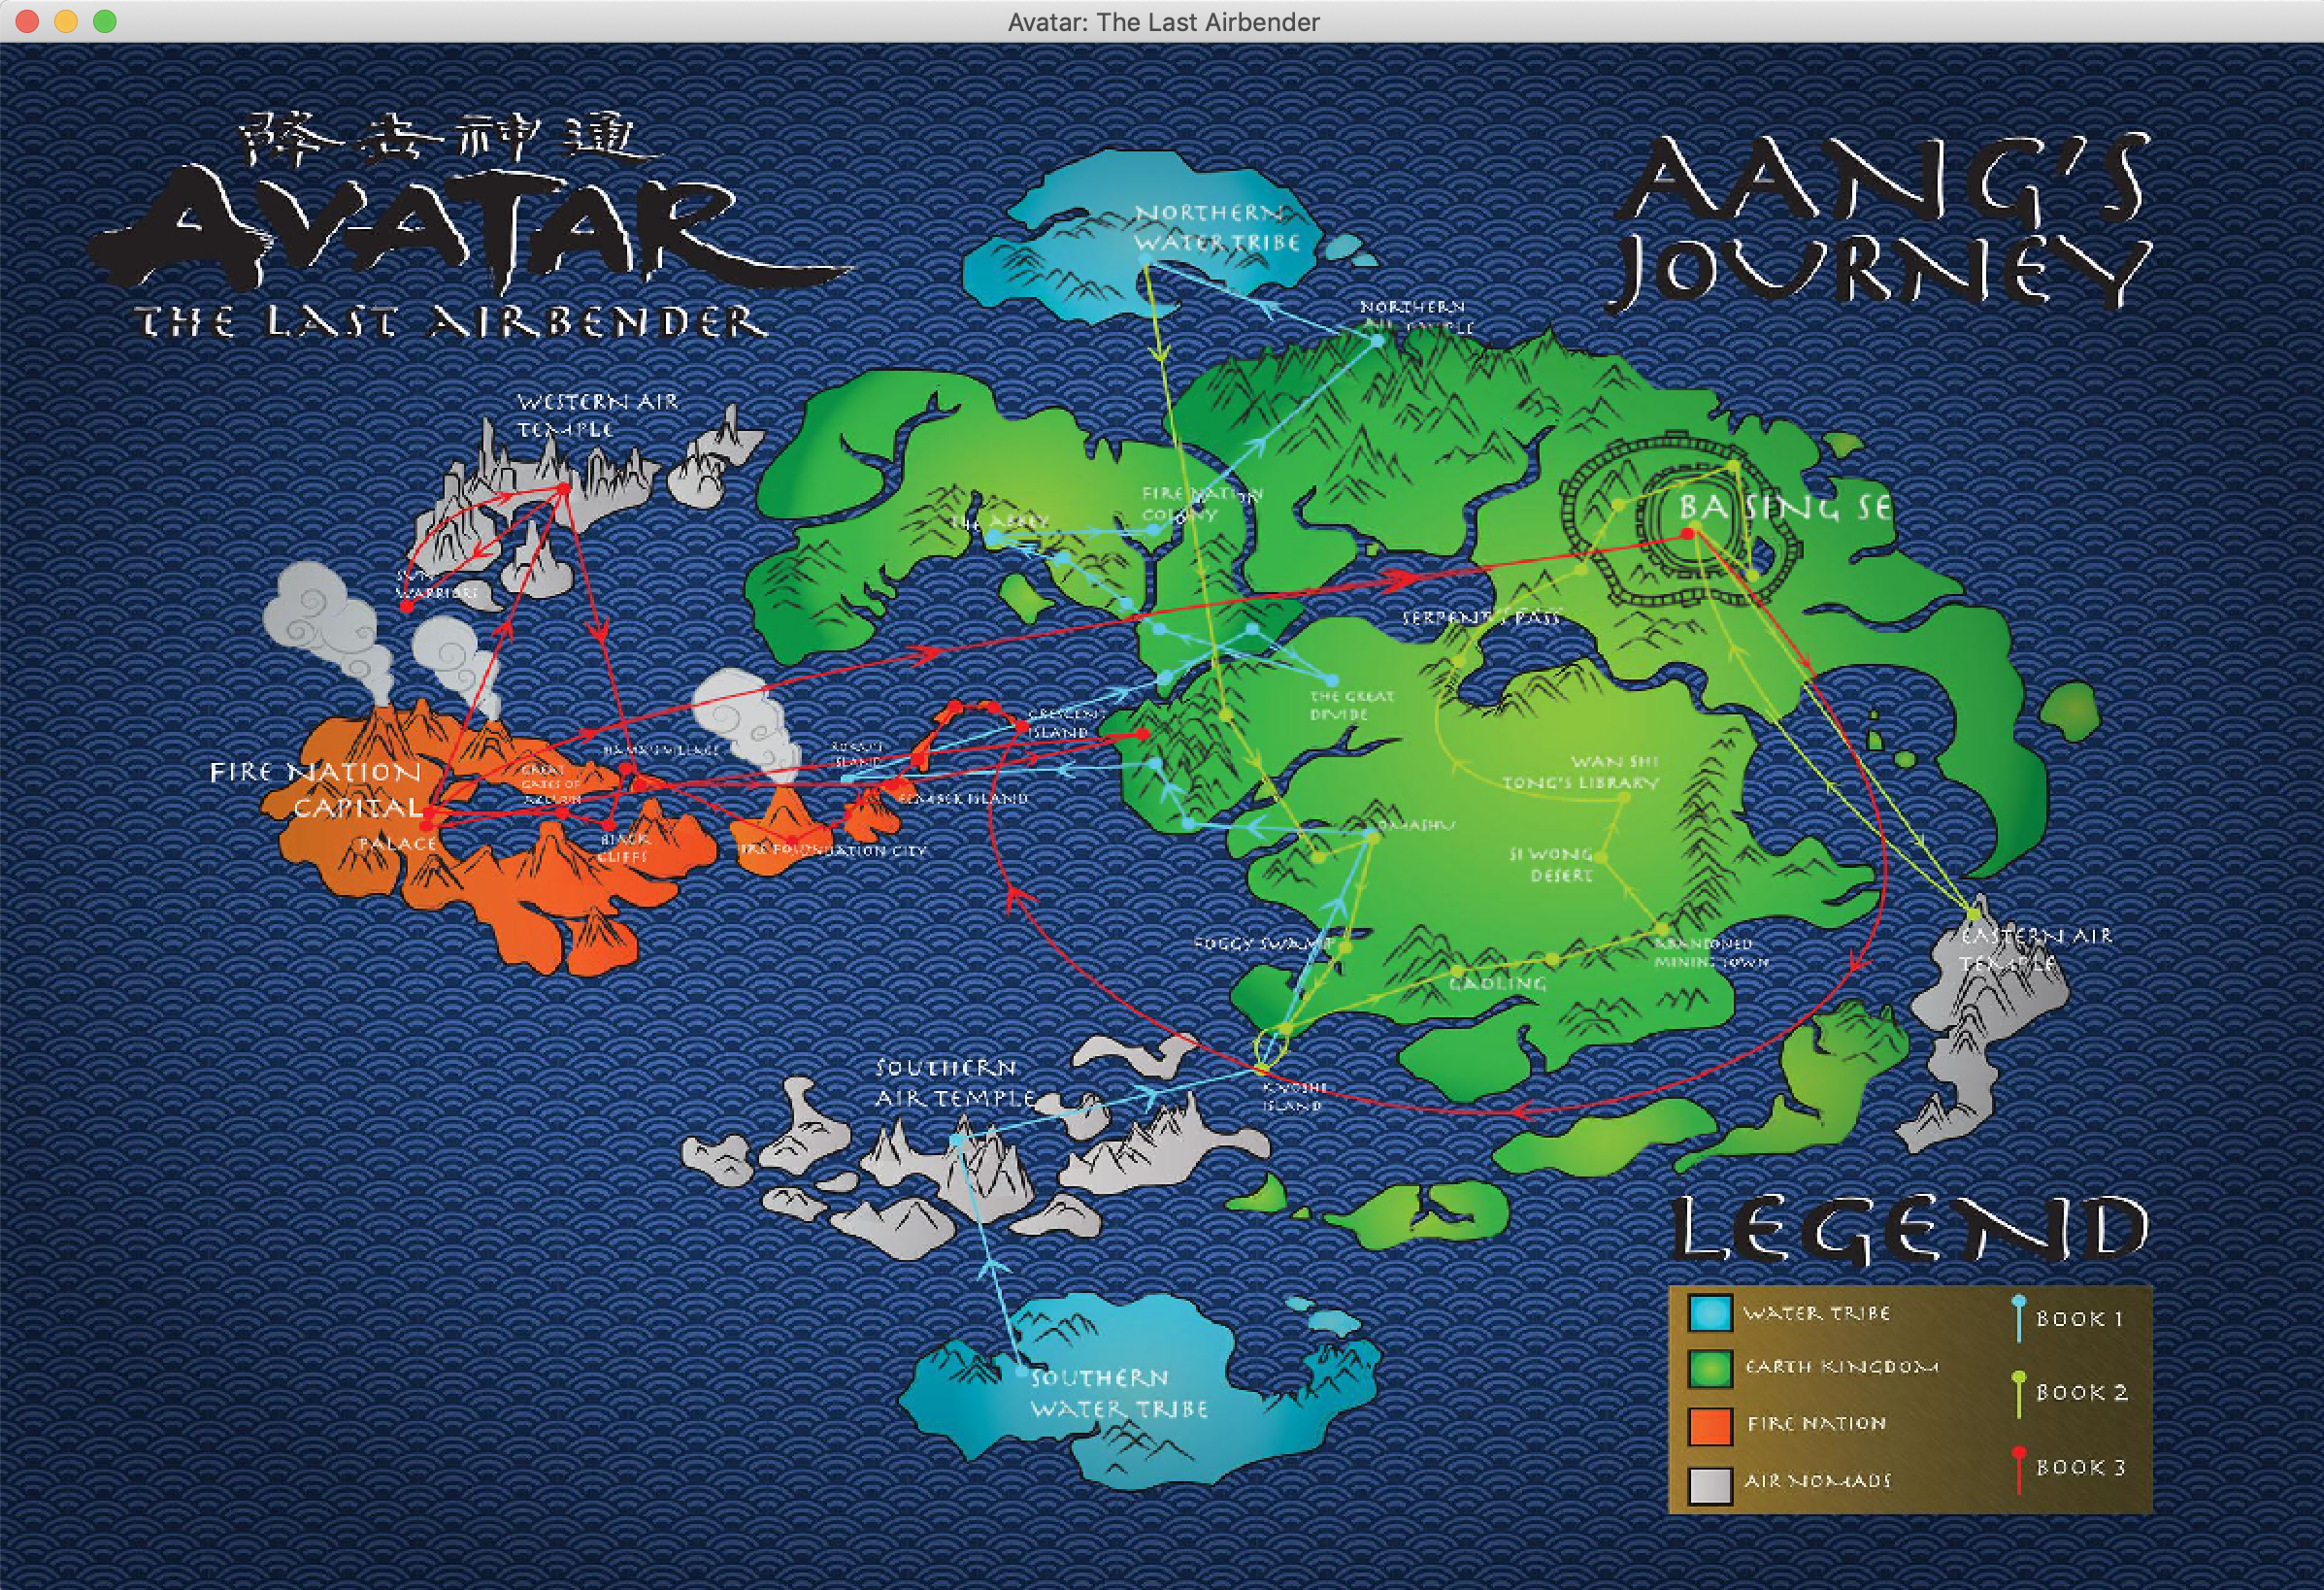 Avatar: The Last Airbender
降去神通
AVATAR
THE LAST AIRBENDER
AANG'S
JOURNEY
NORTHERN
WATER TRIBE
NORTHERN
AIR TEMPLE
WESTERN AIR
TEMPLE
FIRE NATION
COLONY
THE ABBEY
BA SING SE
SUN
WARRIORS
SERPENT'S PASS
THE GREAT
DIVIDE
CRESCENT
ISLAND
HAMA'S VILLAGE
ROKU'S
ISLAND
FIRE NATION
CAPITAL
PALACE
GREAT
GATES OF
AZULON
WAN SHI
TONG'S LIBRARY
EMBER ISLAND
BLACK
CLIFFS
FIRE FOUNTAIN CITY
OMASHU
SI WONG
DESERT
FOGGY SWAMP
ABANDONED
MINING TOWN
GAOLING
EASTERN AIR
TEMPLE
SOUTHERN
AIR TEMPLE
KYOSHI
ISLAND
SOUTHERN
WATER TRIBE
LEGEND
WATER TRIBE
EARTH KINGDOM
FIRE NATION
AIR NOMADS
BOOK 1
BOOK 2
BOOK 3